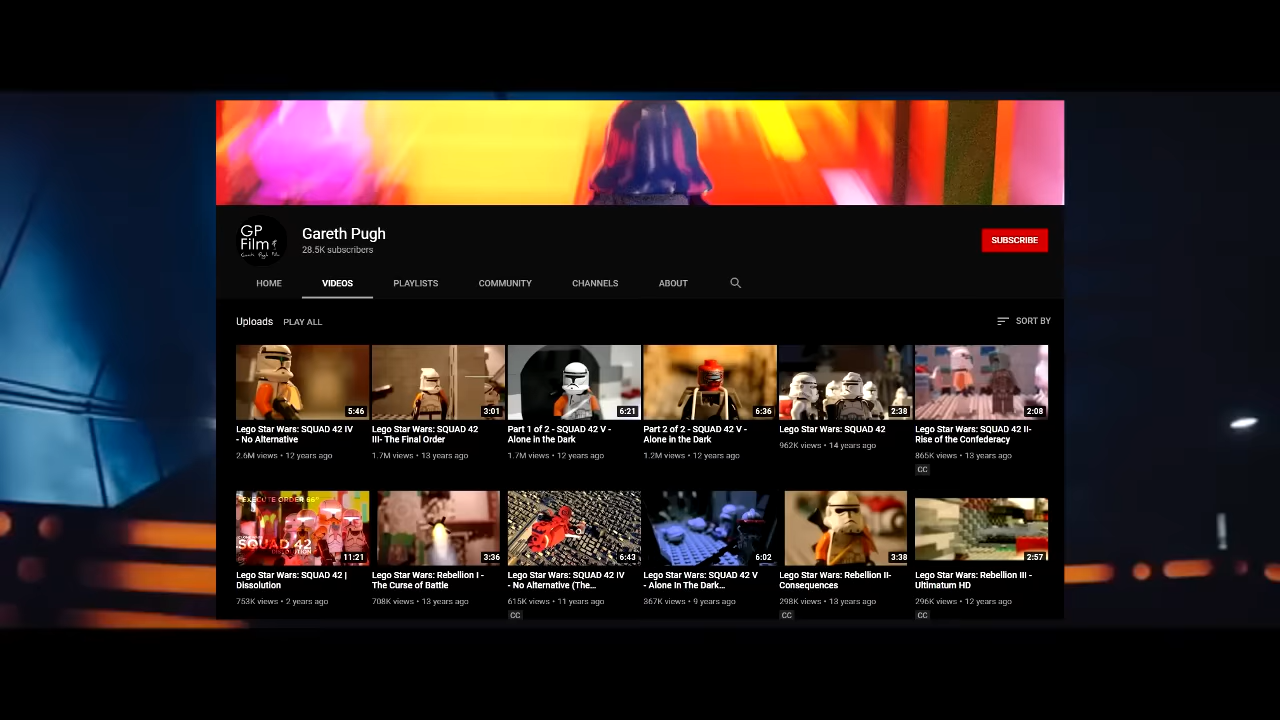 GP
Film
Gareth Pugh Film
Gareth Pugh
28.5K subscribers
SUBSCRIBE
HOME VIDEOS PLAYLISTS COMMUNITY CHANNELS ABOUT
Uploads PLAY ALL SORT BY
5:46 3:01 6:21 6:36 2:38 2:08
Lego Star Wars: SQUAD 42 IV
- No Alternative
2.6M views • 12 years ago
Lego Star Wars: SQUAD 42
III- The Final Order
1.7M views • 13 years ago
Part 1 of 2 - SQUAD 42 V -
Alone in the Dark
1.7M views • 12 years ago
Part 2 of 2 - SQUAD 42 V -
Alone in the Dark
1.2M views • 12 years ago
Lego Star Wars: SQUAD 42
962K views • 14 years ago
Lego Star Wars: SQUAD 42 II-
Rise of the Confederacy
865K views • 13 years ago
CC
"EXECUTE ORDER 66"
SQUAD 42
DISSOLUTION
11:21 3:36 6:43 6:02 3:38 2:57
Lego Star Wars: SQUAD 42 |
Dissolution
753K views • 2 years ago
Lego Star Wars: Rebellion I -
The Curse of Battle
708K views • 13 years ago
Lego Star Wars: SQUAD 42 IV
- No Alternative (The...
615K views • 11 years ago
CC
Lego Star Wars: SQUAD 42 V
- Alone In The Dark...
367K views • 9 years ago
Lego Star Wars: Rebellion II-
Consequences
298K views • 13 years ago
CC
Lego Star Wars: Rebellion III -
Ultimatum HD
296K views • 12 years ago
CC